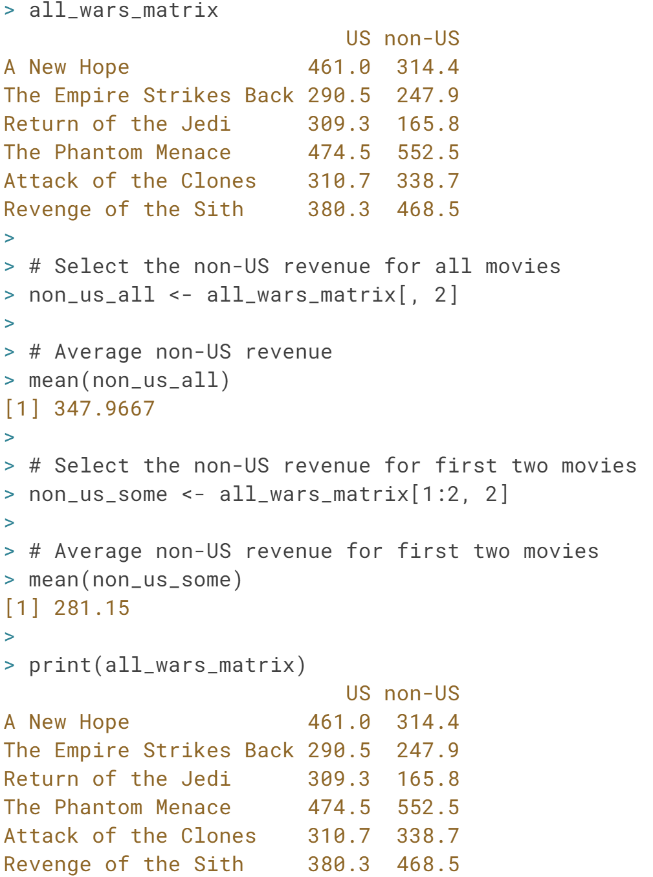 > all_wars_matrix
                           US non-US
A New Hope              461.0  314.4
The Empire Strikes Back 290.5  247.9
Return of the Jedi      309.3  165.8
The Phantom Menace      474.5  552.5
Attack of the Clones    310.7  338.7
Revenge of the Sith     380.3  468.5
>
> # Select the non-US revenue for all movies
> non_us_all <- all_wars_matrix[, 2]
>
> # Average non-US revenue
> mean(non_us_all)
[1] 347.9667
>
> # Select the non-US revenue for first two movies
> non_us_some <- all_wars_matrix[1:2, 2]
>
> # Average non-US revenue for first two movies
> mean(non_us_some)
[1] 281.15
>
> print(all_wars_matrix)
                           US non-US
A New Hope              461.0  314.4
The Empire Strikes Back 290.5  247.9
Return of the Jedi      309.3  165.8
The Phantom Menace      474.5  552.5
Attack of the Clones    310.7  338.7
Revenge of the Sith     380.3  468.5